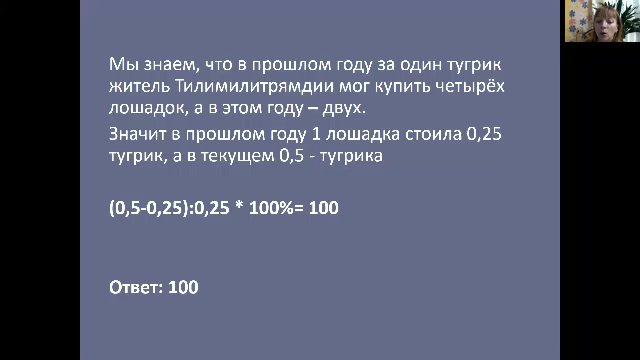 Мы знаем, что в прошлом году за один тугрик
житель Тилимилитрямдии мог купить четырёх
лошадок, а в этом году – двух.
Значит в прошлом году 1 лошадка стоила 0,25
тугрик, а в текущем 0,5 - тугрика
(0,5-0,25):0,25 * 100%= 100
Ответ: 100